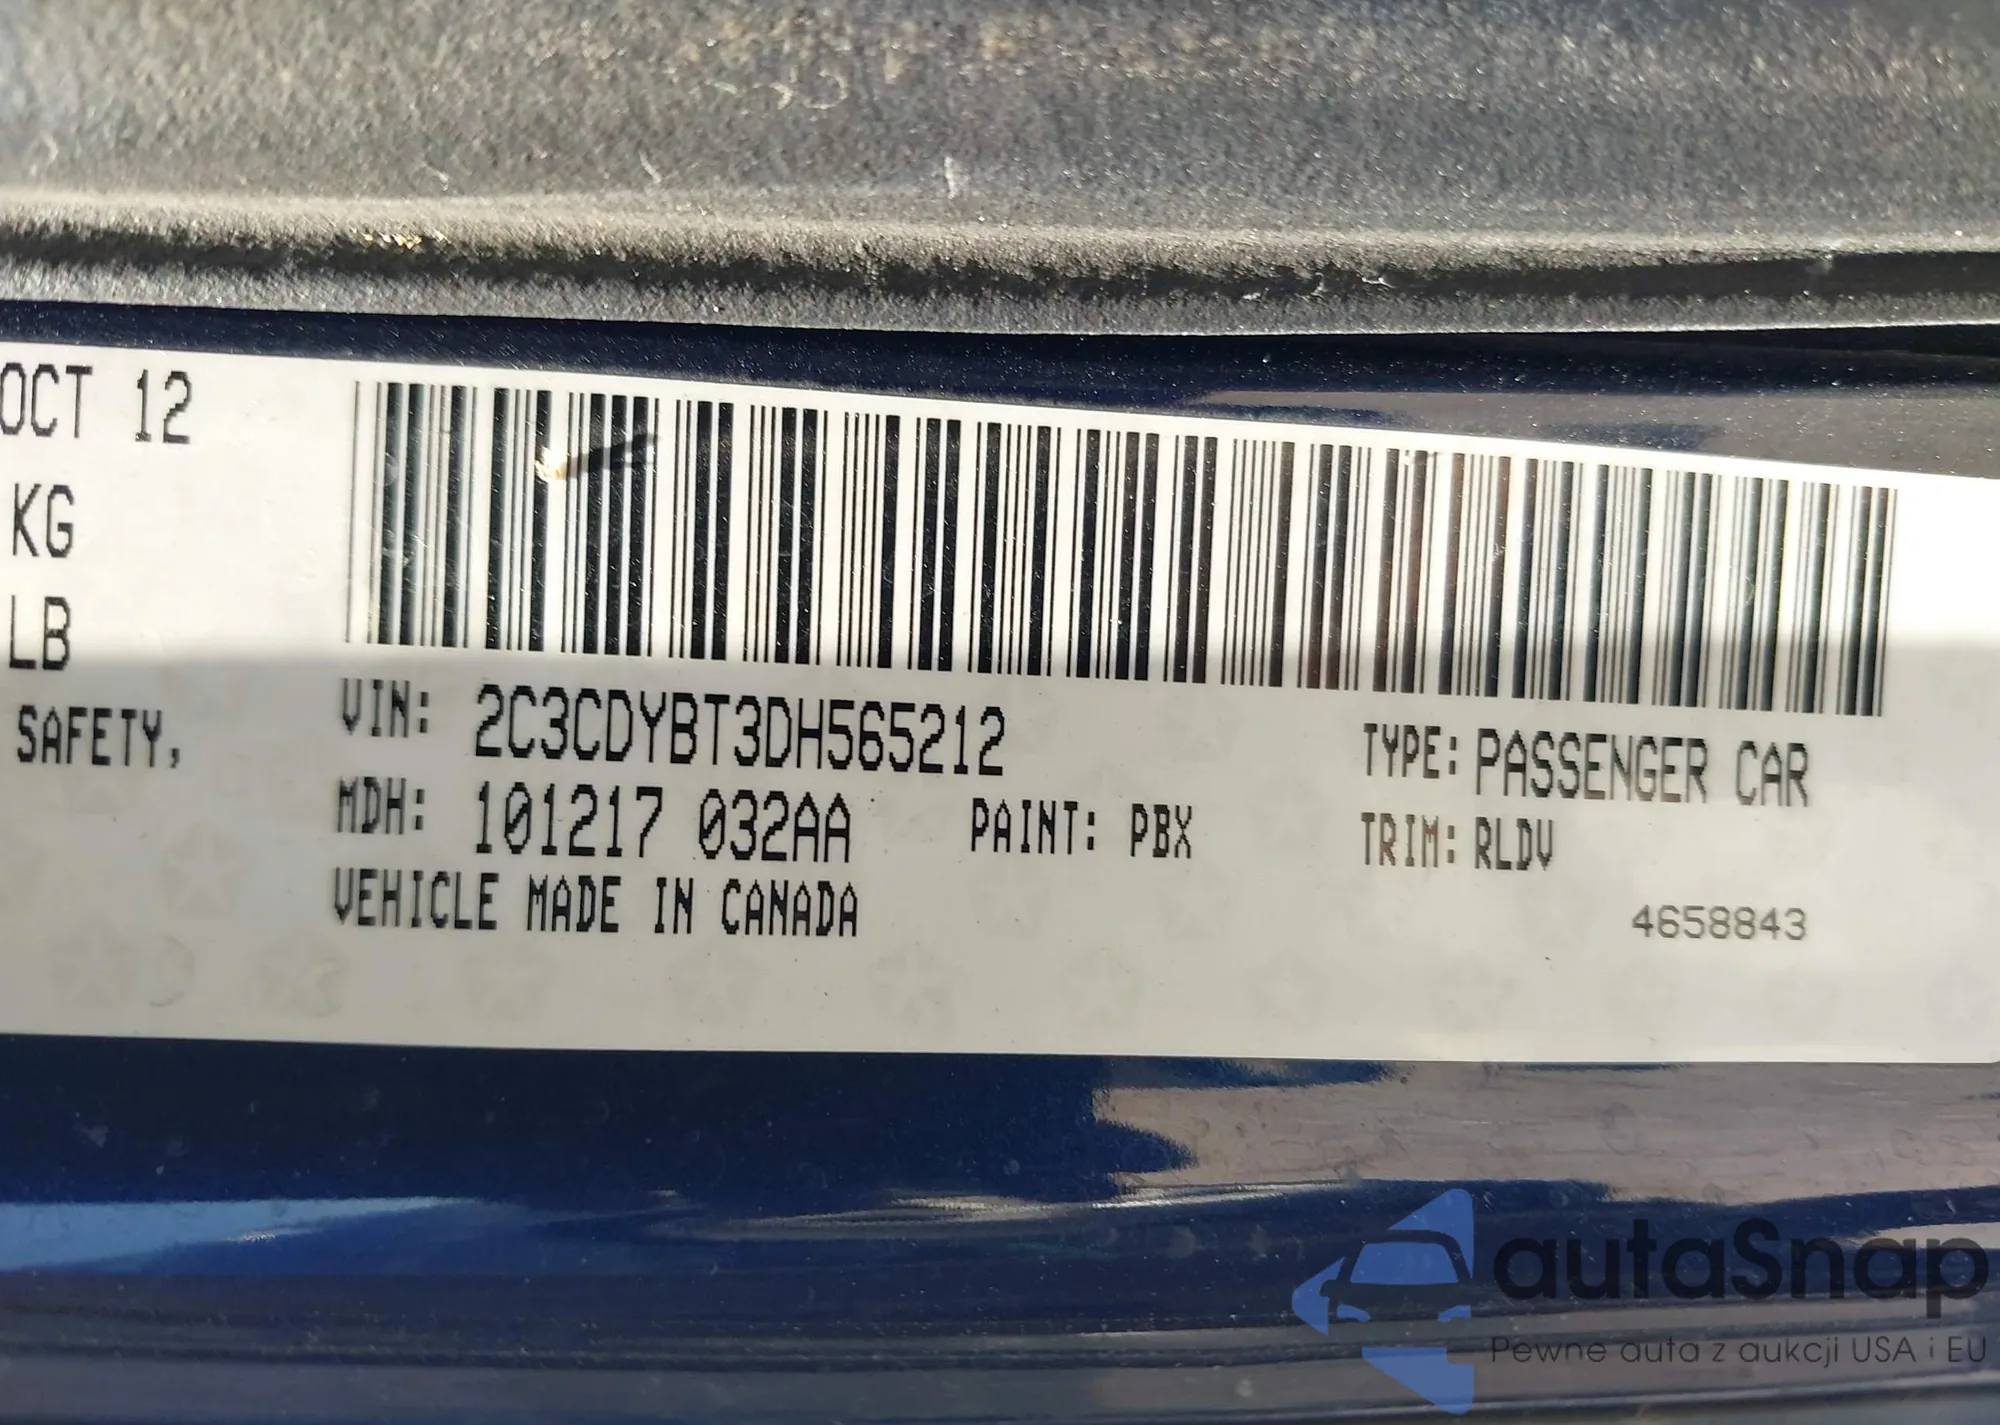 OCT 12
KG
LB
SAFETY,
VIN: 2C3CDYBT3DH565212
TYPE: PASSENGER CAR
MDH: 101217 032AA
PAINT: PBX
TRIM: RLDV
VEHICLE MADE IN CANADA
4658843
autaSnap
Pewne auta z aukcji USA i EU